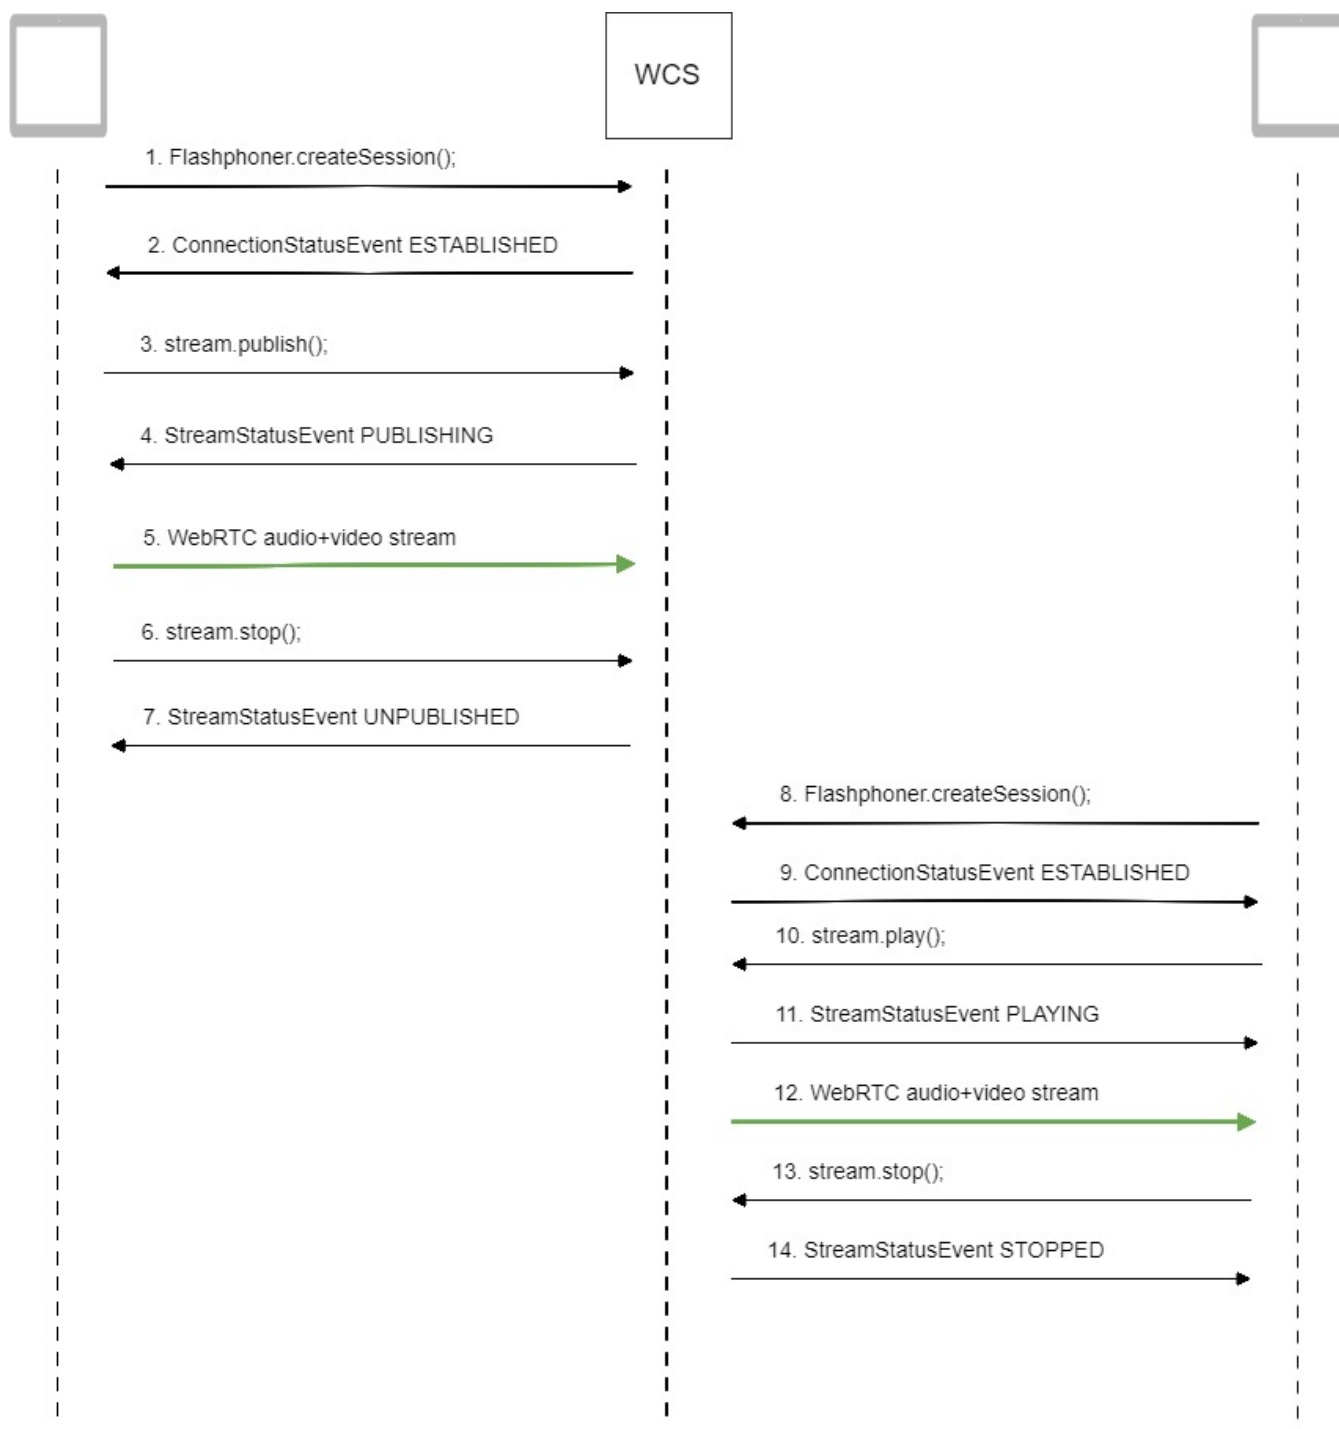 WCS
1. Flashphoner.createSession();
2. ConnectionStatusEvent ESTABLISHED
3. stream.publish();
4. StreamStatusEvent PUBLISHING
5. WebRTC audio+video stream
6. stream.stop();
7. StreamStatusEvent UNPUBLISHED
8. Flashphoner.createSession();
9. ConnectionStatusEvent ESTABLISHED
10. stream.play();
11. StreamStatusEvent PLAYING
12. WebRTC audio+video stream
13. stream.stop();
14. StreamStatusEvent STOPPED